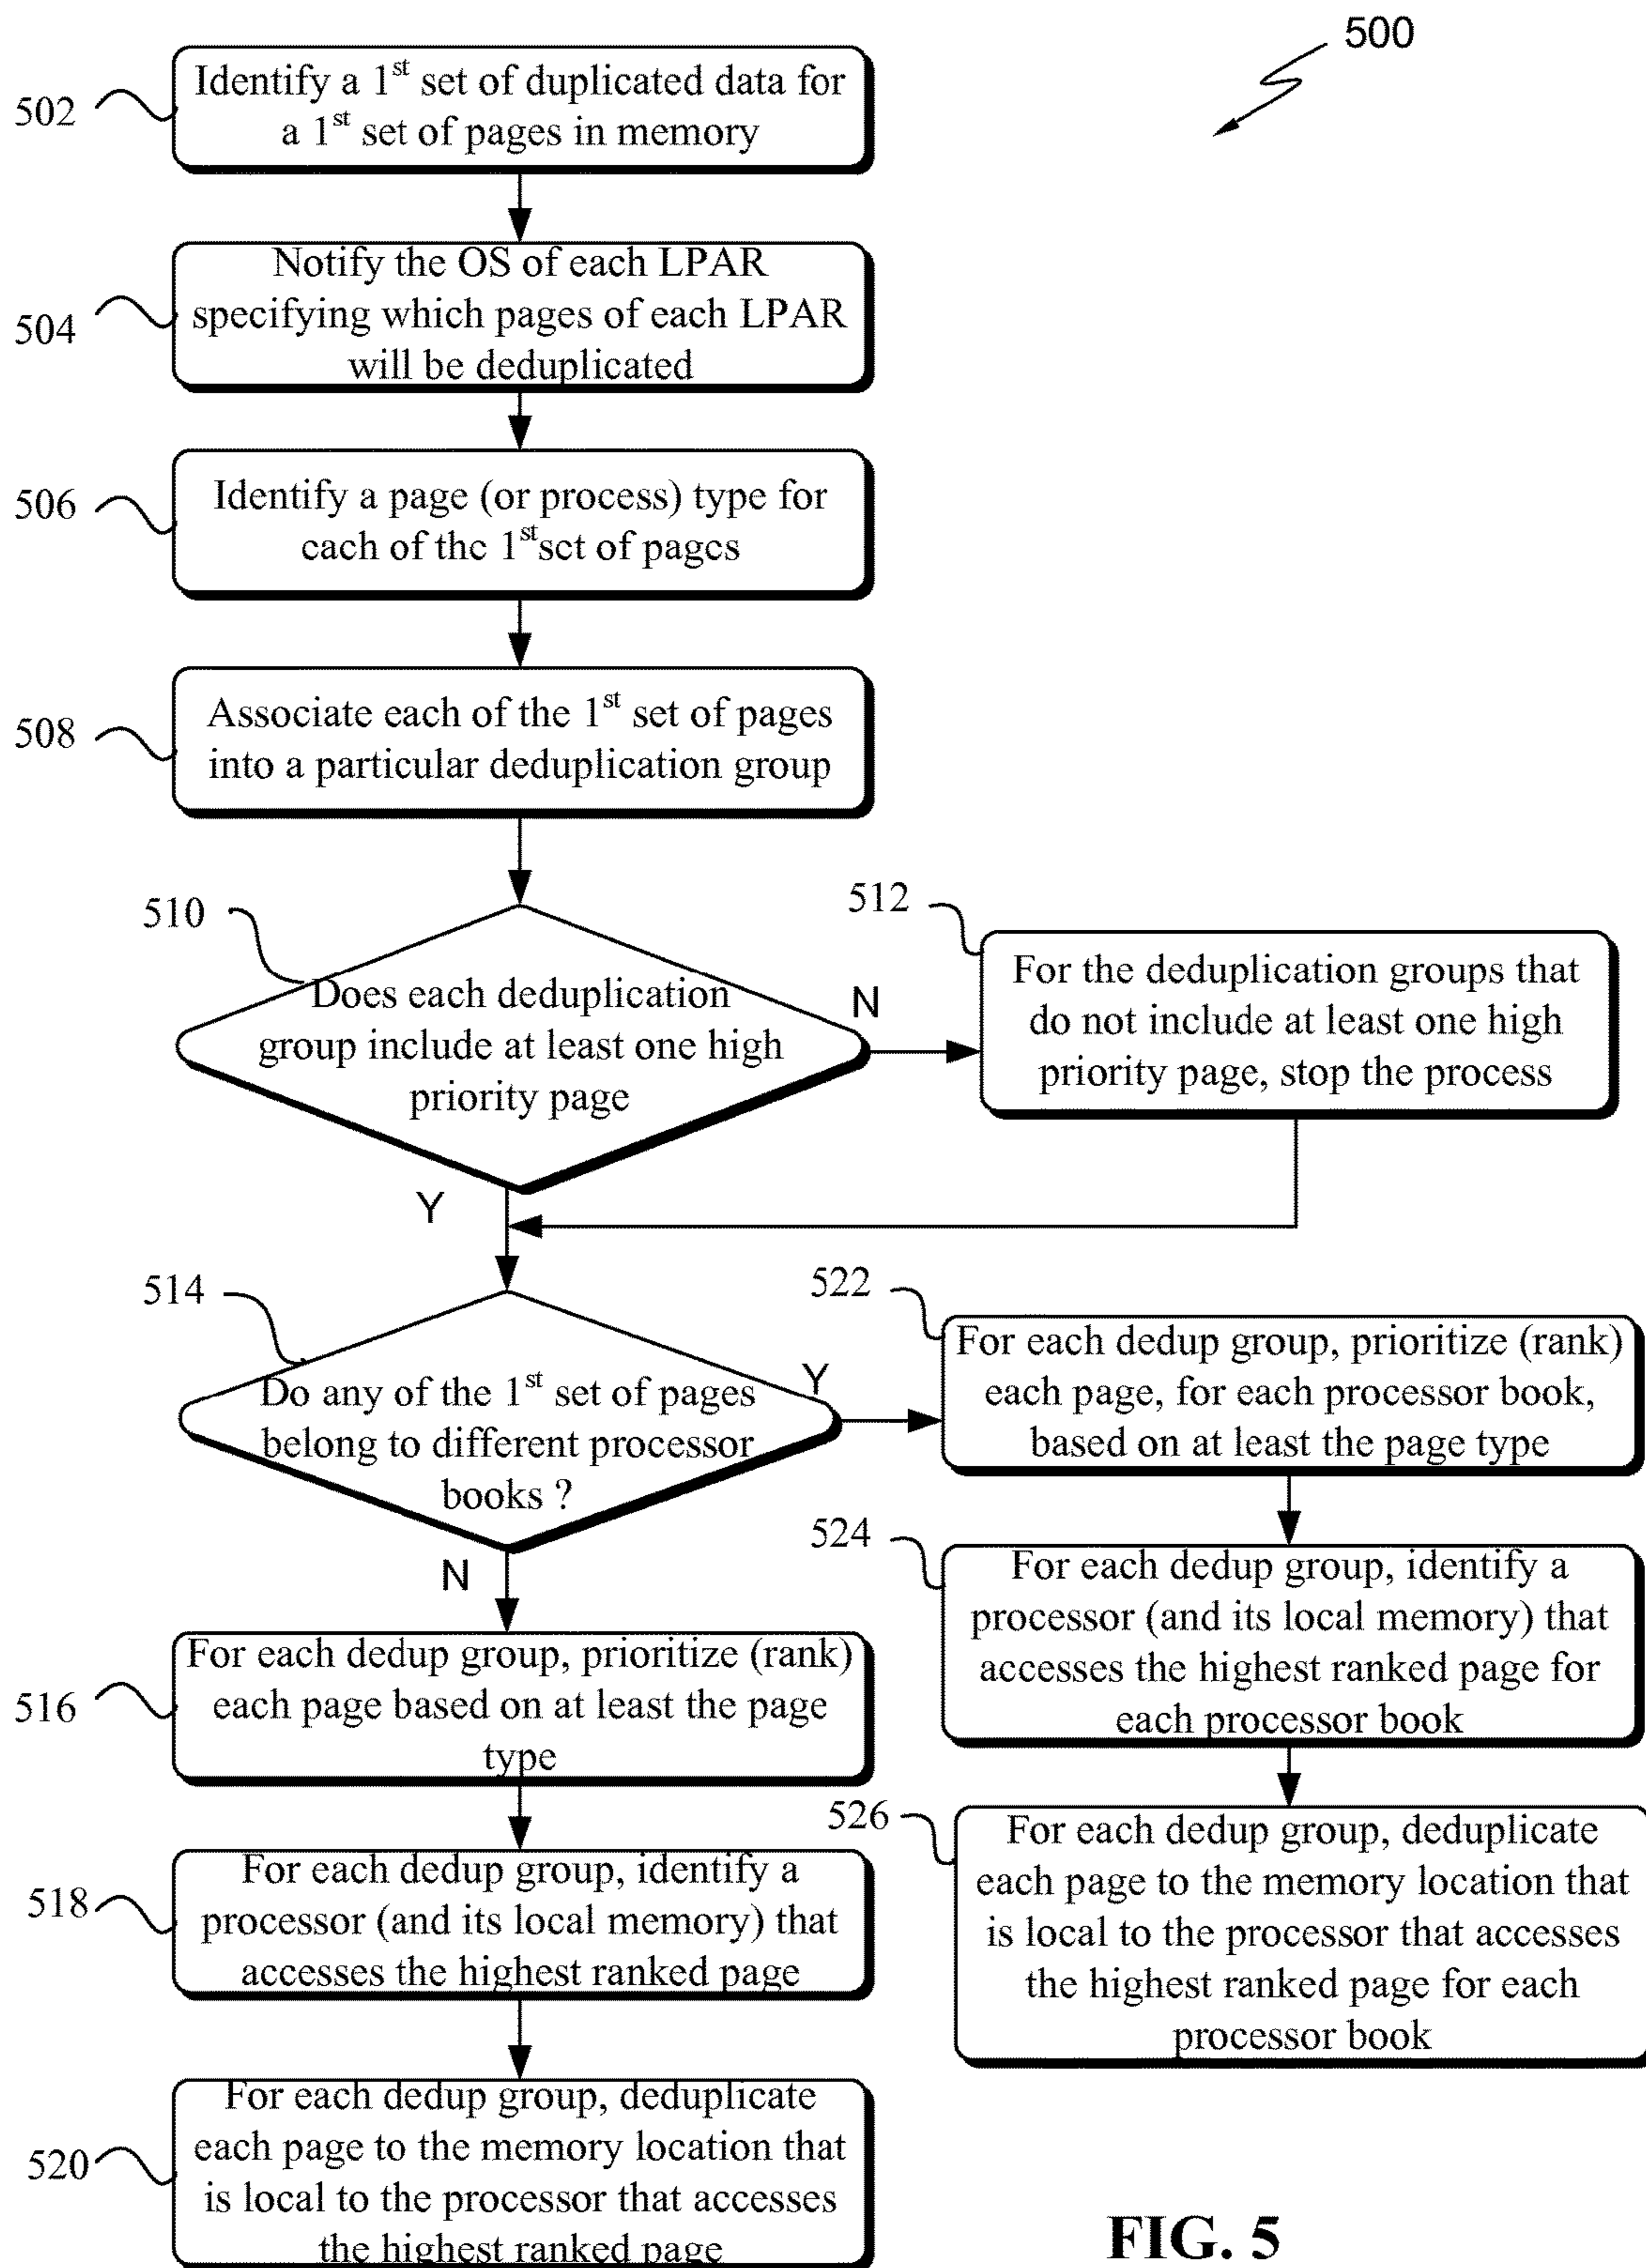 500
502
Identify a 1st set of duplicated data for
a 1st set of pages in memory
504
Notify the OS of each LPAR
specifying which pages of each LPAR
will be deduplicated
506
Identify a page (or process) type for
each of the 1st set of pages
508
Associate each of the 1st set of pages
into a particular deduplication group
510
Does each deduplication
group include at least one high
priority page
N
Y
512
For the deduplication groups that
do not include at least one high
priority page, stop the process
514
Do any of the 1st set of pages
belong to different processor
books ?
Y
N
522
For each dedup group, prioritize (rank)
each page, for each processor book,
based on at least the page type
524
For each dedup group, identify a
processor (and its local memory) that
accesses the highest ranked page for
each processor book
526
For each dedup group, deduplicate
each page to the memory location that
is local to the processor that accesses
the highest ranked page for each
processor book
516
For each dedup group, prioritize (rank)
each page based on at least the page
type
518
For each dedup group, identify a
processor (and its local memory) that
accesses the highest ranked page
520
For each dedup group, deduplicate
each page to the memory location that
is local to the processor that accesses
the highest ranked page
FIG. 5